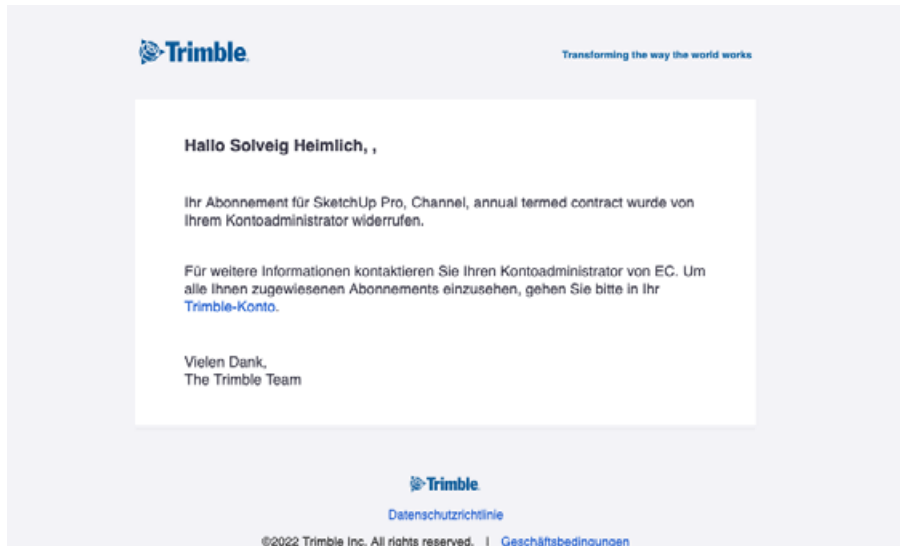 Trimble.
Transforming the way the world works
Hallo Solveig Heimlich, ,
Ihr Abonnement für SketchUp Pro, Channel, annual termed contract wurde von
Ihrem Kontoadministrator widerrufen.
Für weitere Informationen kontaktieren Sie Ihren Kontoadministrator von EC. Um
alle Ihnen zugewiesenen Abonnements einzusehen, gehen Sie bitte in Ihr
Trimble-Konto.
Vielen Dank,
The Trimble Team
Trimble.
Datenschutzrichtlinie
©2022 Trimble Inc. All rights reserved. | Geschäftsbedingungen